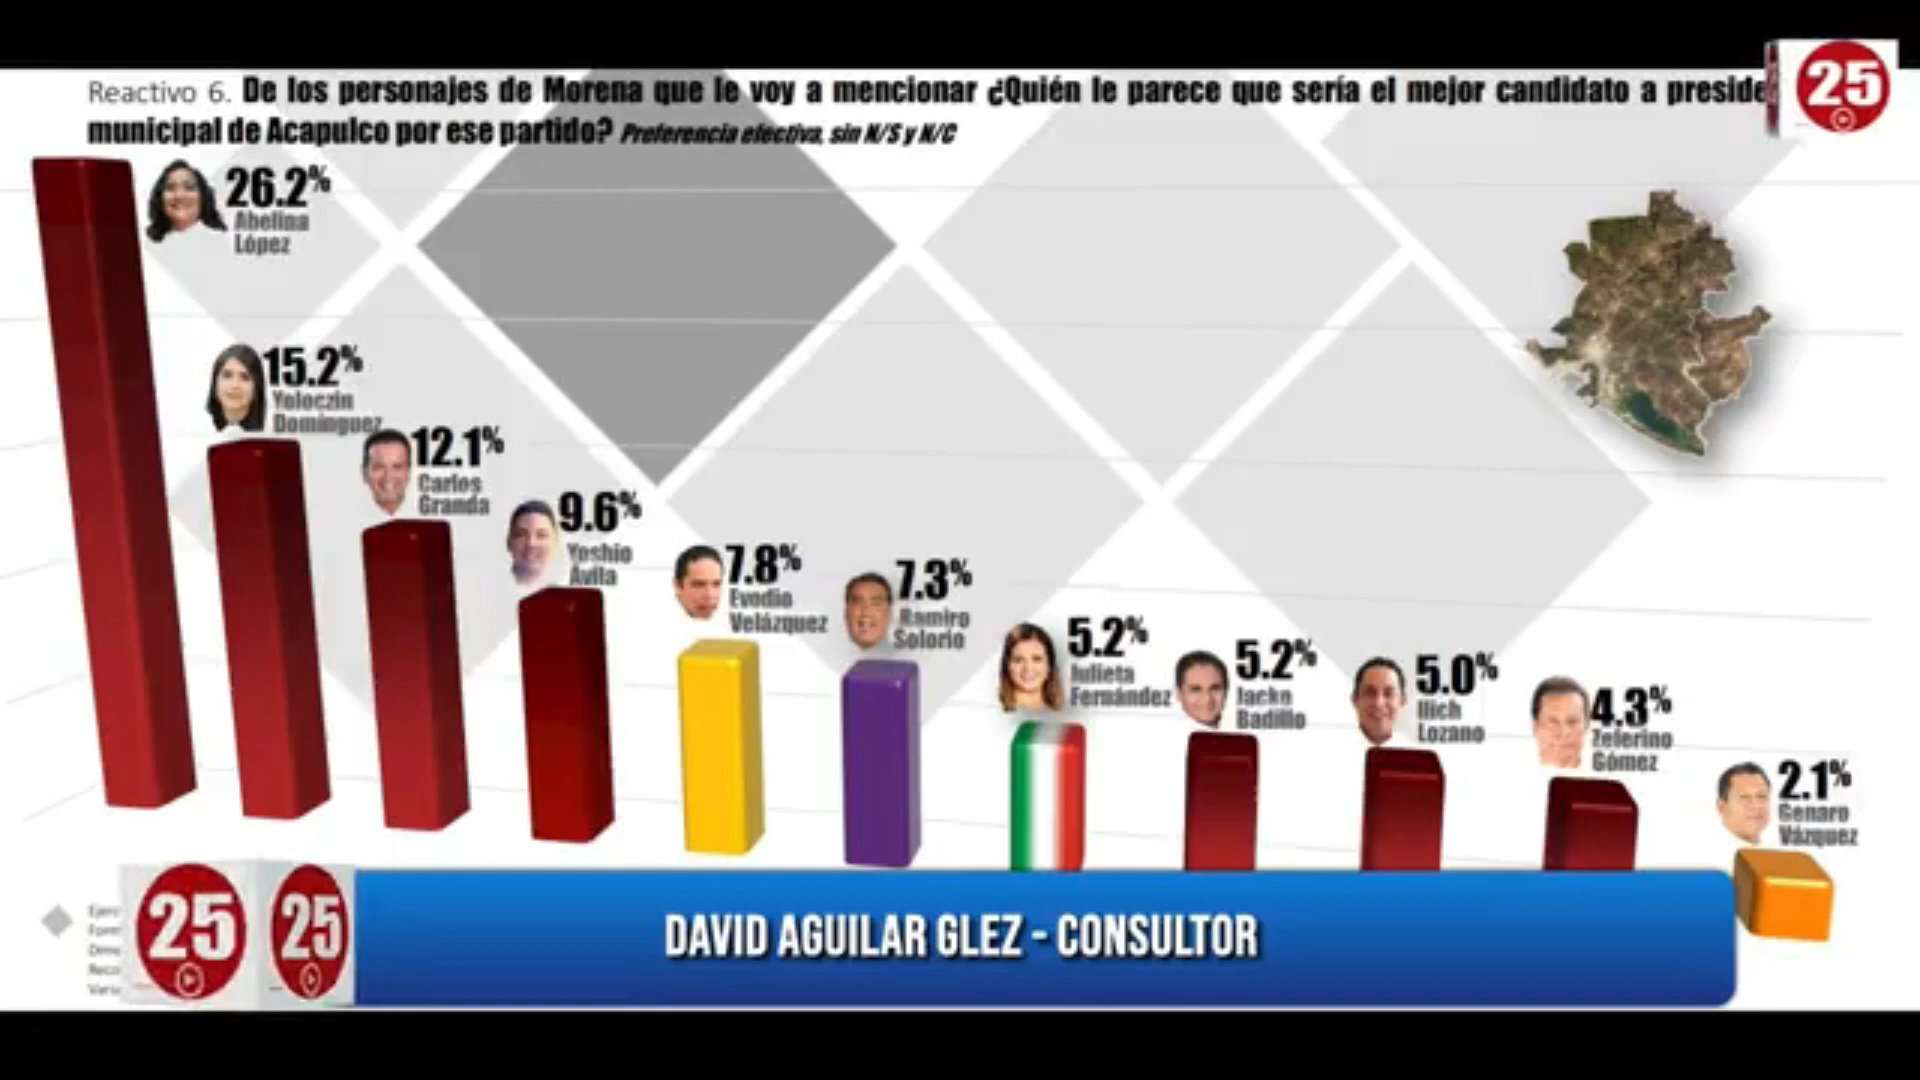 Reactivo 6. De los personajes de Morena que le voy a mencionar ¿Quién le parece que sería el mejor candidato a preside
municipal de Acapulco por ese partido? Preferencia efectiva, sin N/S y N/C
25
26.2%
Abelina
López
15.2%
Yoloczin
Domínguez
12.1%
Carlos
Granda
9.6%
Yoshio
Ávila
7.8%
Evodio
Velázquez
7.3%
Ramiro
Solorio
5.2%
Julieta
Fernández
5.2%
Jacko
Badillo
5.0%
Ilich
Lozano
4.3%
Zeferino
Gómez
2.1%
Genaro
Vázquez
25
25
DAVID AGUILAR GLEZ - CONSULTOR